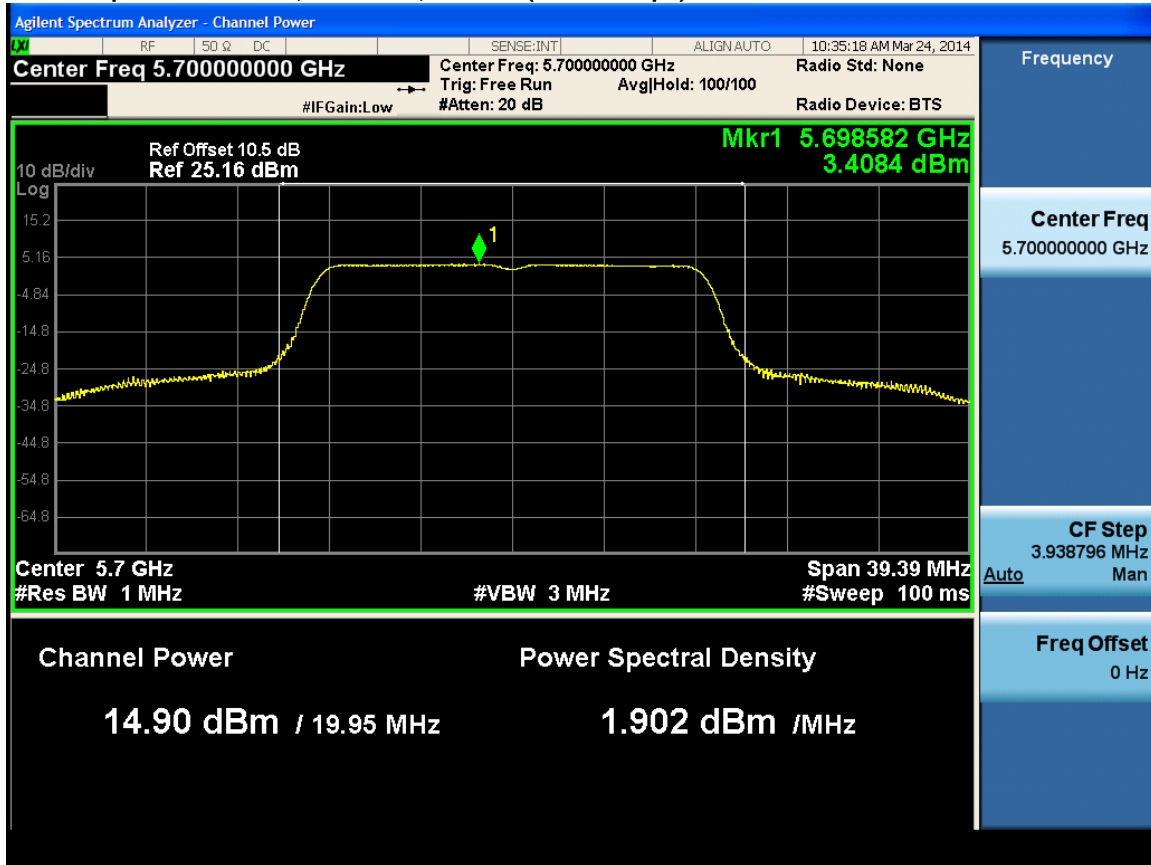 Agilent Spectrum Analyzer - Channel Power
LXI RF 50 Ω DC SENSE:INT ALIGN AUTO 10:35:18 AM Mar 24, 2014
Center Freq 5.700000000 GHz
Center Freq: 5.700000000 GHz
Radio Std: None
Trig: Free Run Avg|Hold: 100/100
#IFGain:Low #Atten: 20 dB Radio Device: BTS
Mkr1 5.698582 GHz
3.4084 dBm
Ref Offset 10.5 dB
10 dB/div Ref 25.16 dBm
Log
15.2
5.16
-4.84
-14.8
-24.8
-34.8
-44.8
-54.8
-64.8
1
Center 5.7 GHz Span 39.39 MHz
#Res BW 1 MHz #VBW 3 MHz #Sweep 100 ms
Channel Power Power Spectral Density
14.90 dBm / 19.95 MHz 1.902 dBm /MHz
Frequency
Center Freq
5.700000000 GHz
CF Step
3.938796 MHz
Auto Man
Freq Offset
0 Hz